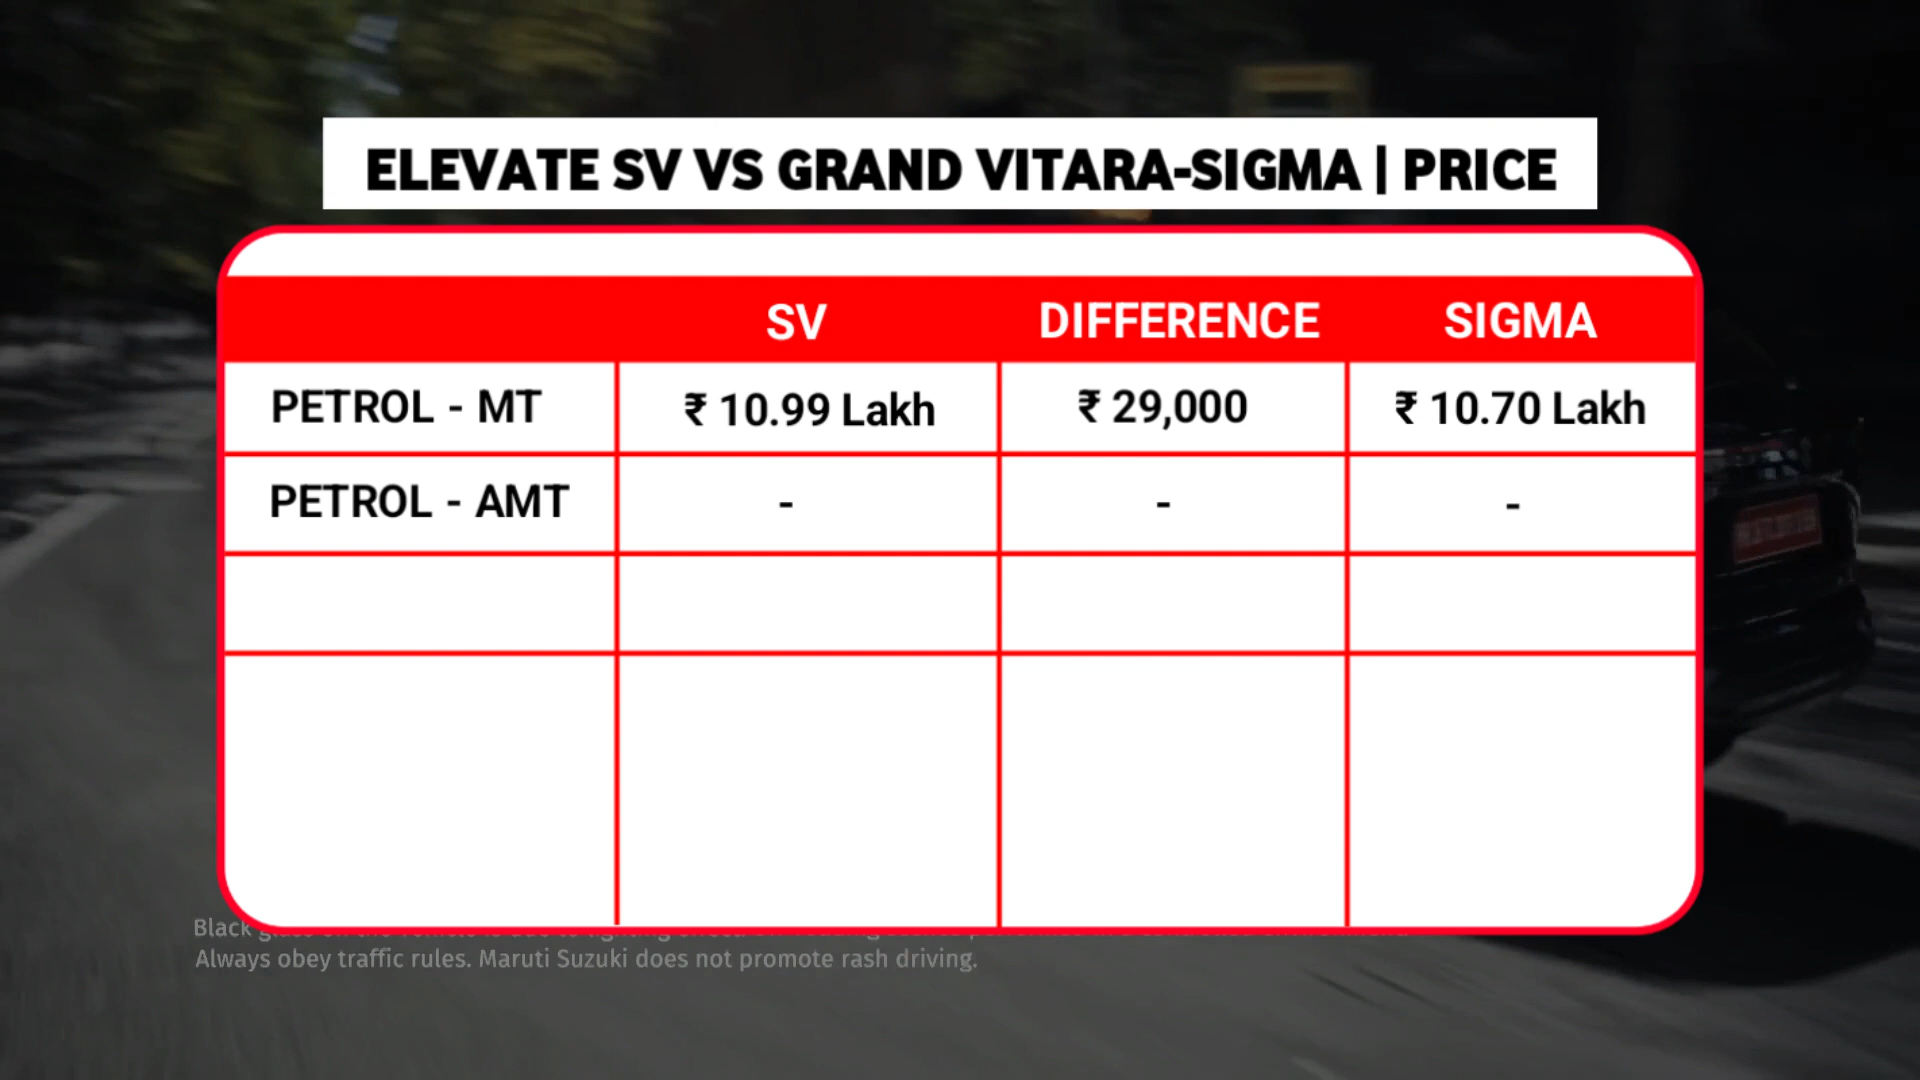 ELEVATE SV VS GRAND VITARA-SIGMA | PRICE
SV DIFFERENCE SIGMA
PETROL - MT ₹ 10.99 Lakh ₹ 29,000 ₹ 10.70 Lakh
PETROL - AMT - - -
Black
Always obey traffic rules. Maruti Suzuki does not promote rash driving.